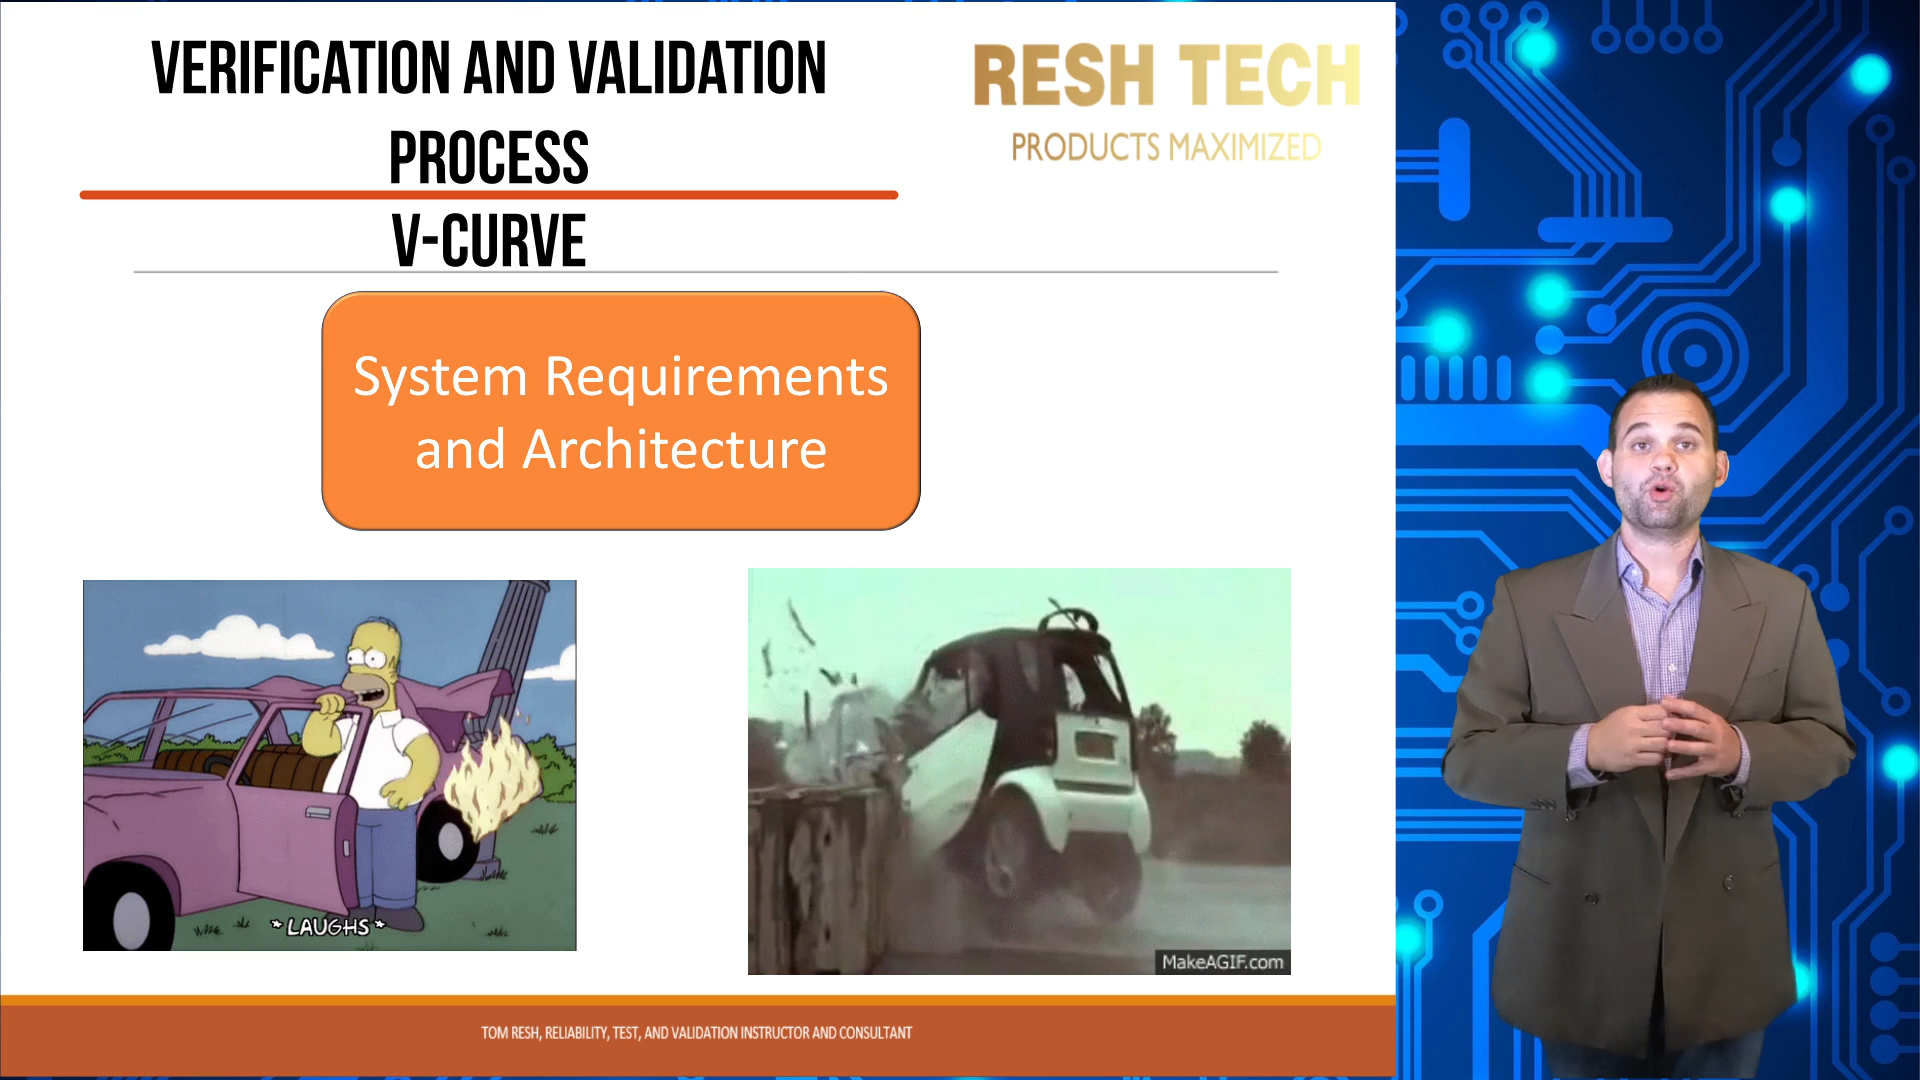 VERIFICATION AND VALIDATION
PROCESS
V-CURVE
RESH TECH
PRODUCTS MAXIMIZED
System Requirements
and Architecture
* LAUGHS *
MakeAGIF.com
TOM RESH, RELIABILITY, TEST, AND VALIDATION INSTRUCTOR AND CONSULTANT